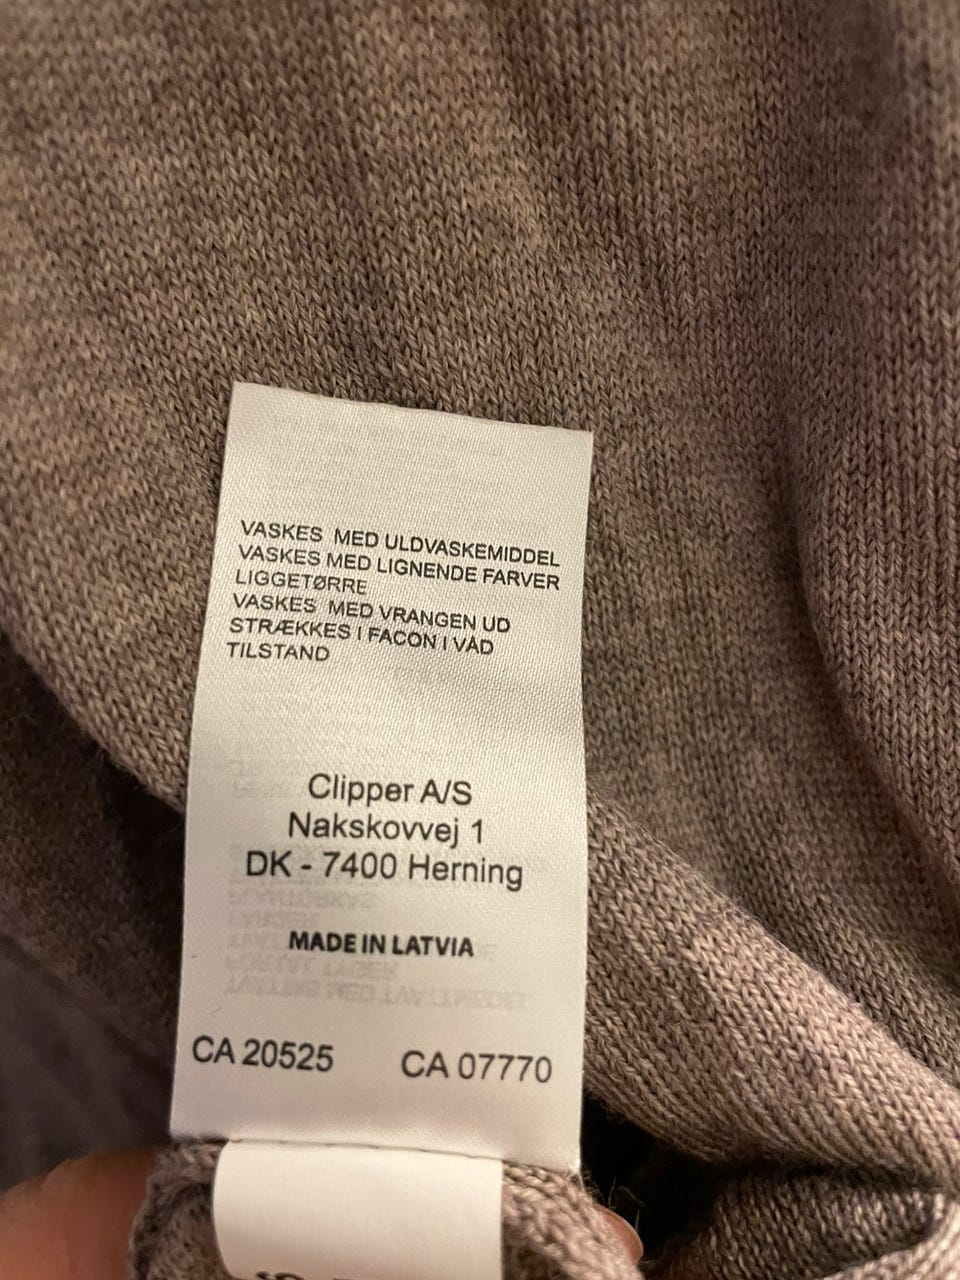 VASKES MED ULDVASKEMIDDEL
VASKES MED LIGNENDE FARVER
LIGGETØRRE
VASKES MED VRANGEN UD
STRÆKKES I FACON I VÅD
TILSTAND
Clipper A/S
Nakskovvej 1
DK - 7400 Herning
MADE IN LATVIA
CA 20525 CA 07770